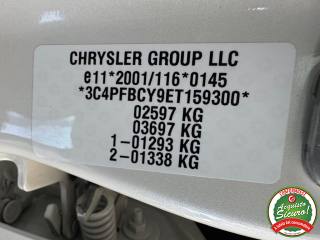 CHRYSLER GROUP LLC
e11*2001/116*0145
*3C4PFBCY9ET159300*
02597 KG
03697 KG
1-01293 KG
2-01338 KG
Acquisto
Sicuro!